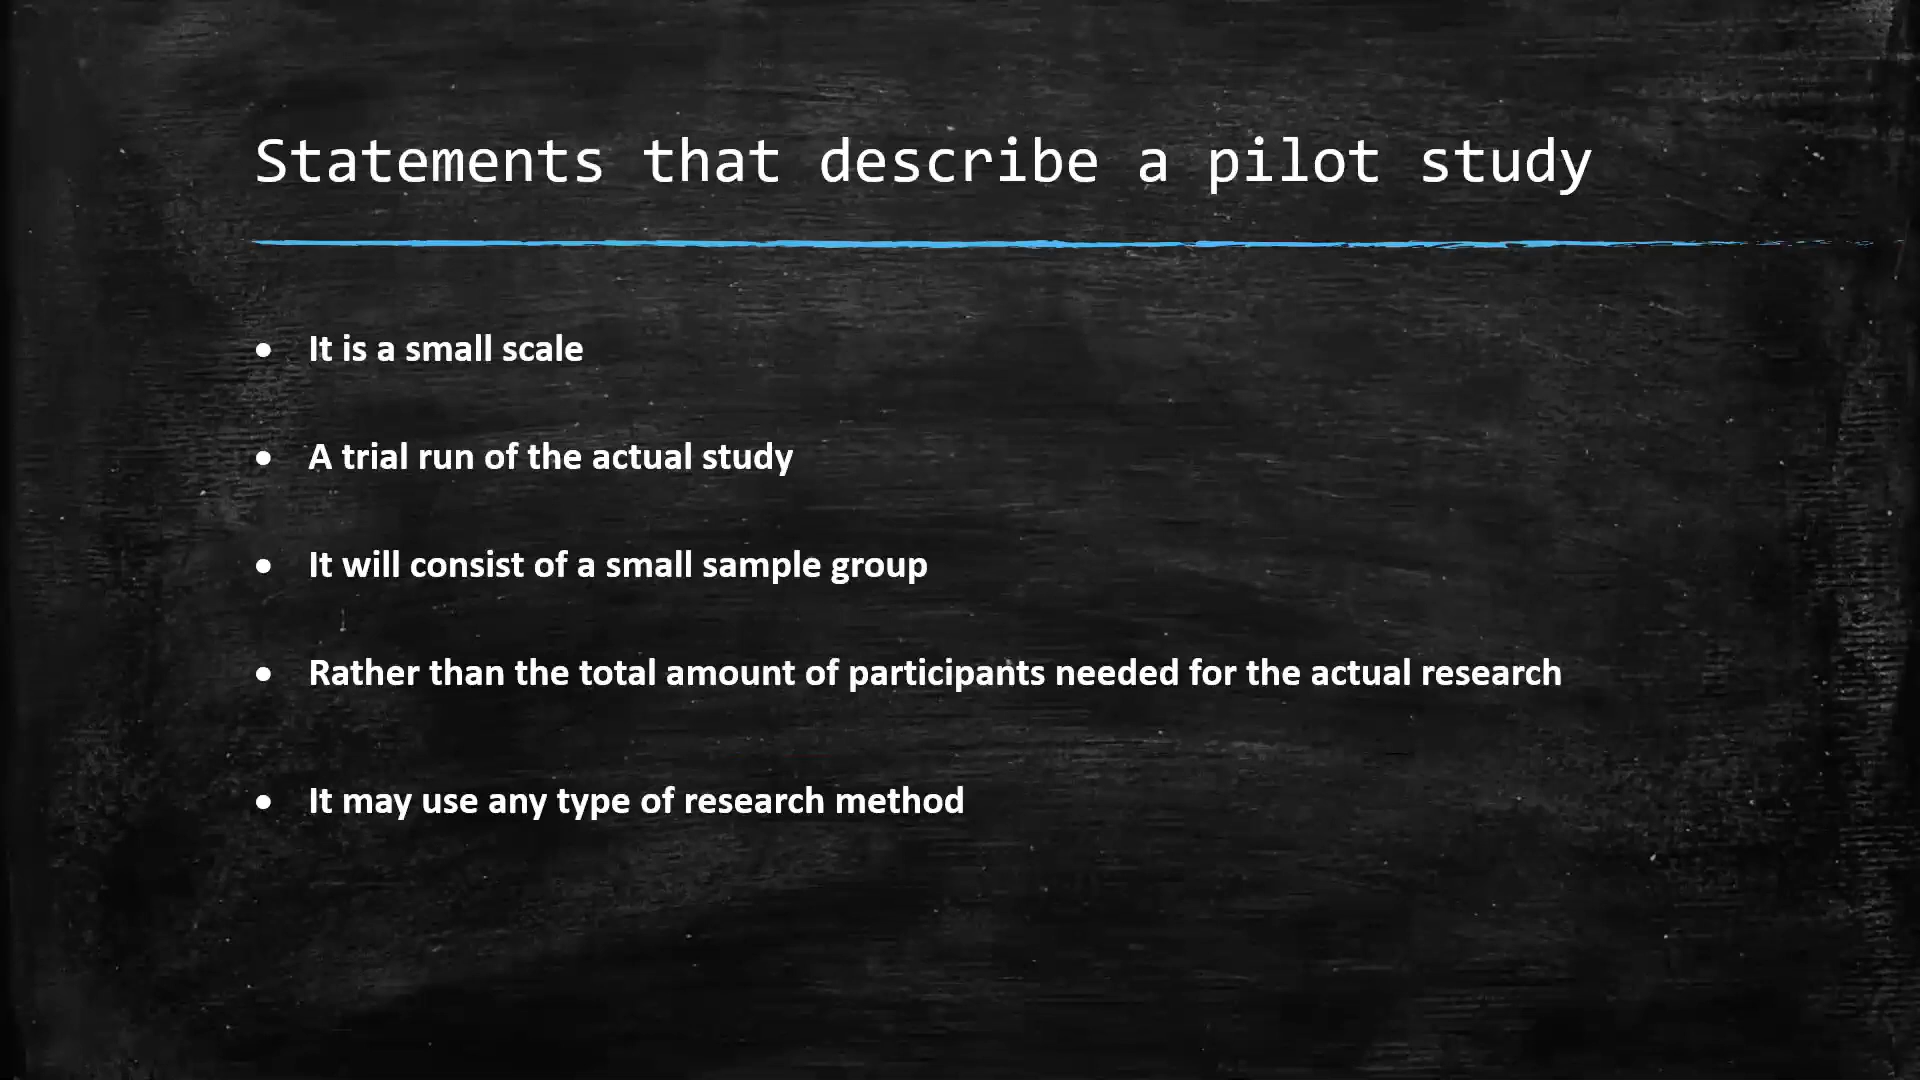 Statements that describe a pilot study
• It is a small scale
• A trial run of the actual study
• It will consist of a small sample group
• Rather than the total amount of participants needed for the actual research
• It may use any type of research method